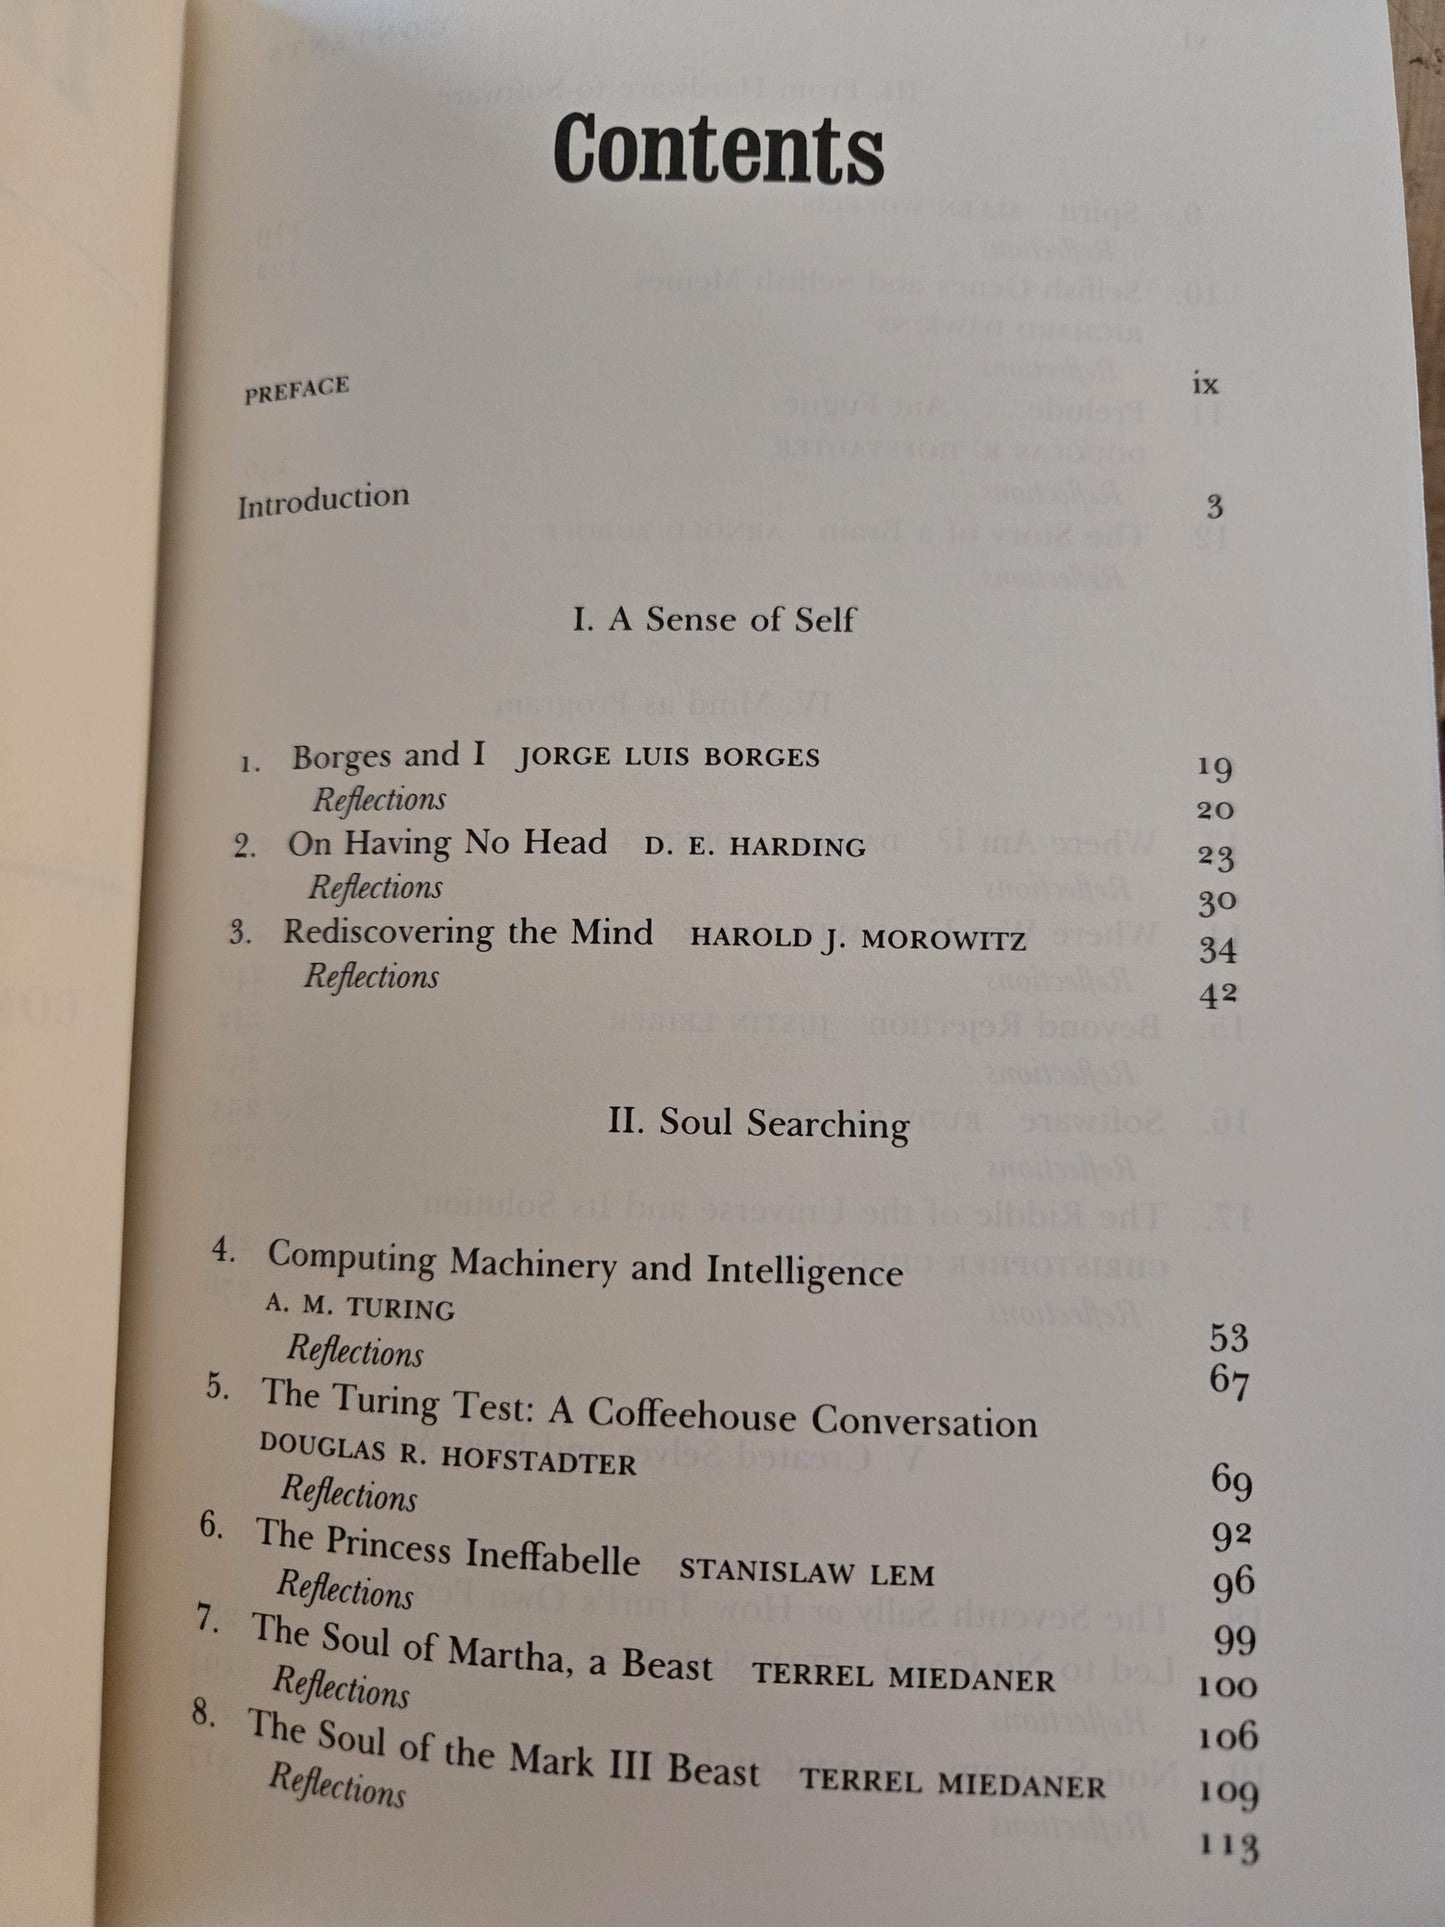 Contents
PREFACE ix
Introduction 3
I. A Sense of Self
1. Borges and I JORGE LUIS BORGES 19
Reflections 20
2. On Having No Head D. E. HARDING 23
Reflections 30
3. Rediscovering the Mind HAROLD J. MOROWITZ 34
Reflections 42
II. Soul Searching
4. Computing Machinery and Intelligence
A. M. TURING 53
Reflections 67
5. The Turing Test: A Coffeehouse Conversation
DOUGLAS R. HOFSTADTER 69
Reflections 92
6. The Princess Ineffabelle STANISLAW LEM 96
Reflections 99
7. The Soul of Martha, a Beast TERREL MIEDANER 100
Reflections 106
8. The Soul of the Mark III Beast TERREL MIEDANER 109
Reflections 113